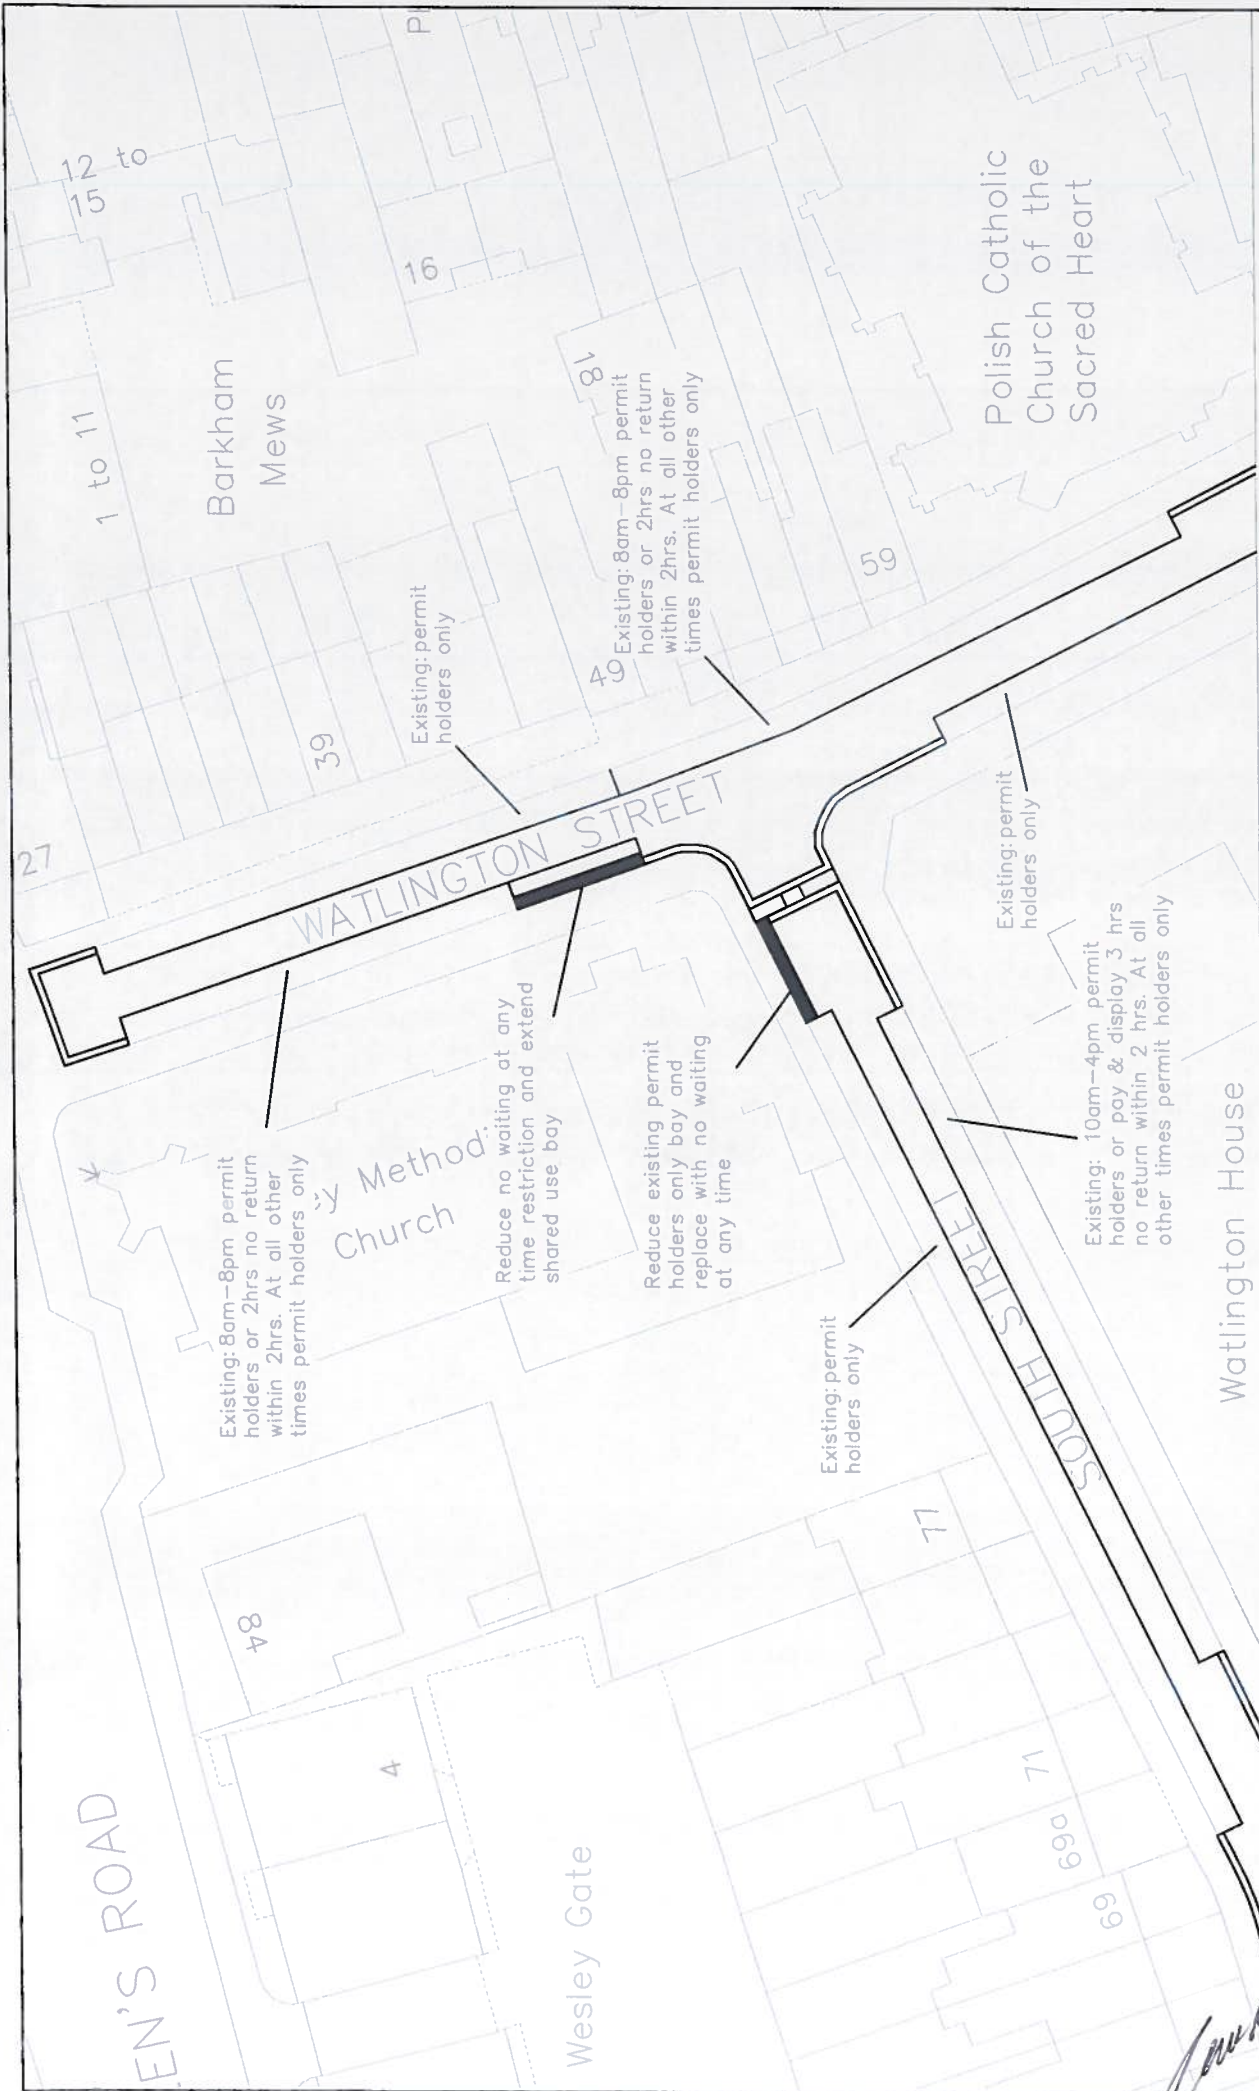 EN'S ROAD
84
4
Wesley Gate
69
69a
71
77
Existing: 8am-8pm permit
holders or 2hrs no return
within 2hrs. At all other
times permit holders only
y Method
Church
Reduce no waiting at any
time restriction and extend
shared use bay
Reduce existing permit
holders only bay and
replace with no waiting
at any time
Existing: permit
holders only
SOUTH STREET
Watlington House
Existing: 10am-4pm permit
holders or pay & display 3 hrs
no return within 2 hrs. At all
other times permit holders only
Existing: permit
holders only
27
WATLINGTON STREET
39
Existing: permit
holders only
49
Existing: 8am-8pm permit
holders or 2hrs no return
within 2hrs. At all other
times permit holders only
59
1 to 11
Barkham
Mews
12 to
15
16
18
Polish Catholic
Church of the
Sacred Heart